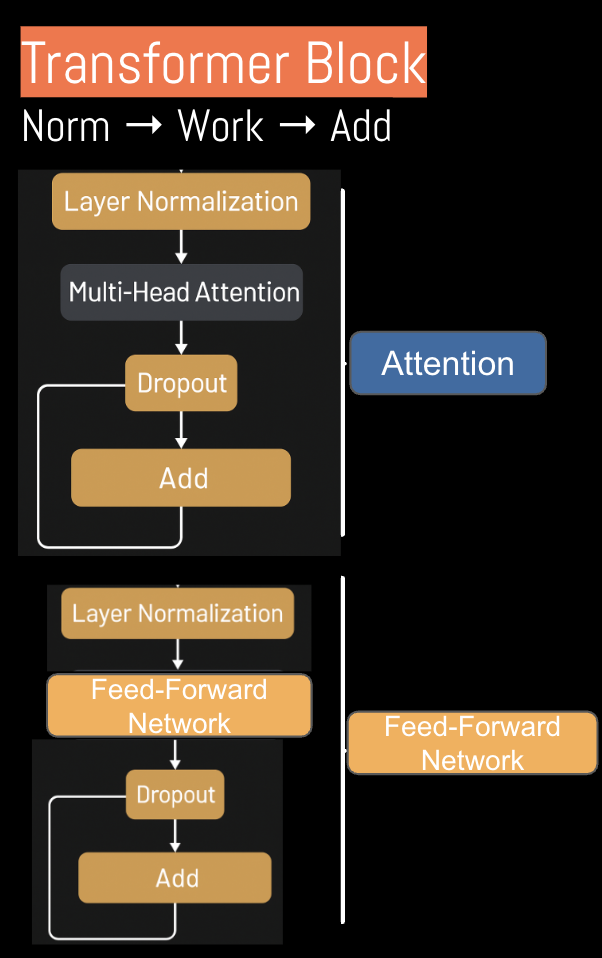 Transformer Block
Norm → Work → Add
Layer Normalization
Multi-Head Attention
Dropout
Add
Attention
Layer Normalization
Feed-Forward
Network
Dropout
Add
Feed-Forward
Network